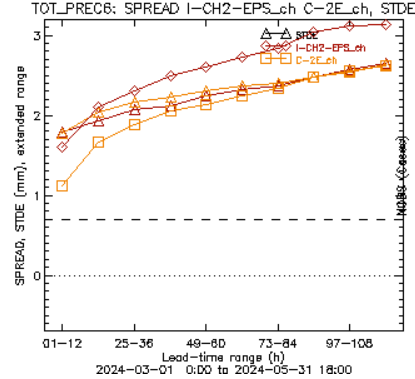 TOT_PREC6: SPREAD I-CH2-EPS_ch C-2E_ch, STDE
STDE
I-CH2-EPS_ch
C-2E_ch
SPREAD, STDE (mm), extended range
3
2
1
0
NOBS (Cases)
01-12 25-36 49-60 73-84 97-108
Lead-time range (h)
2024-03-01 0:00 to 2024-05-31 18:00